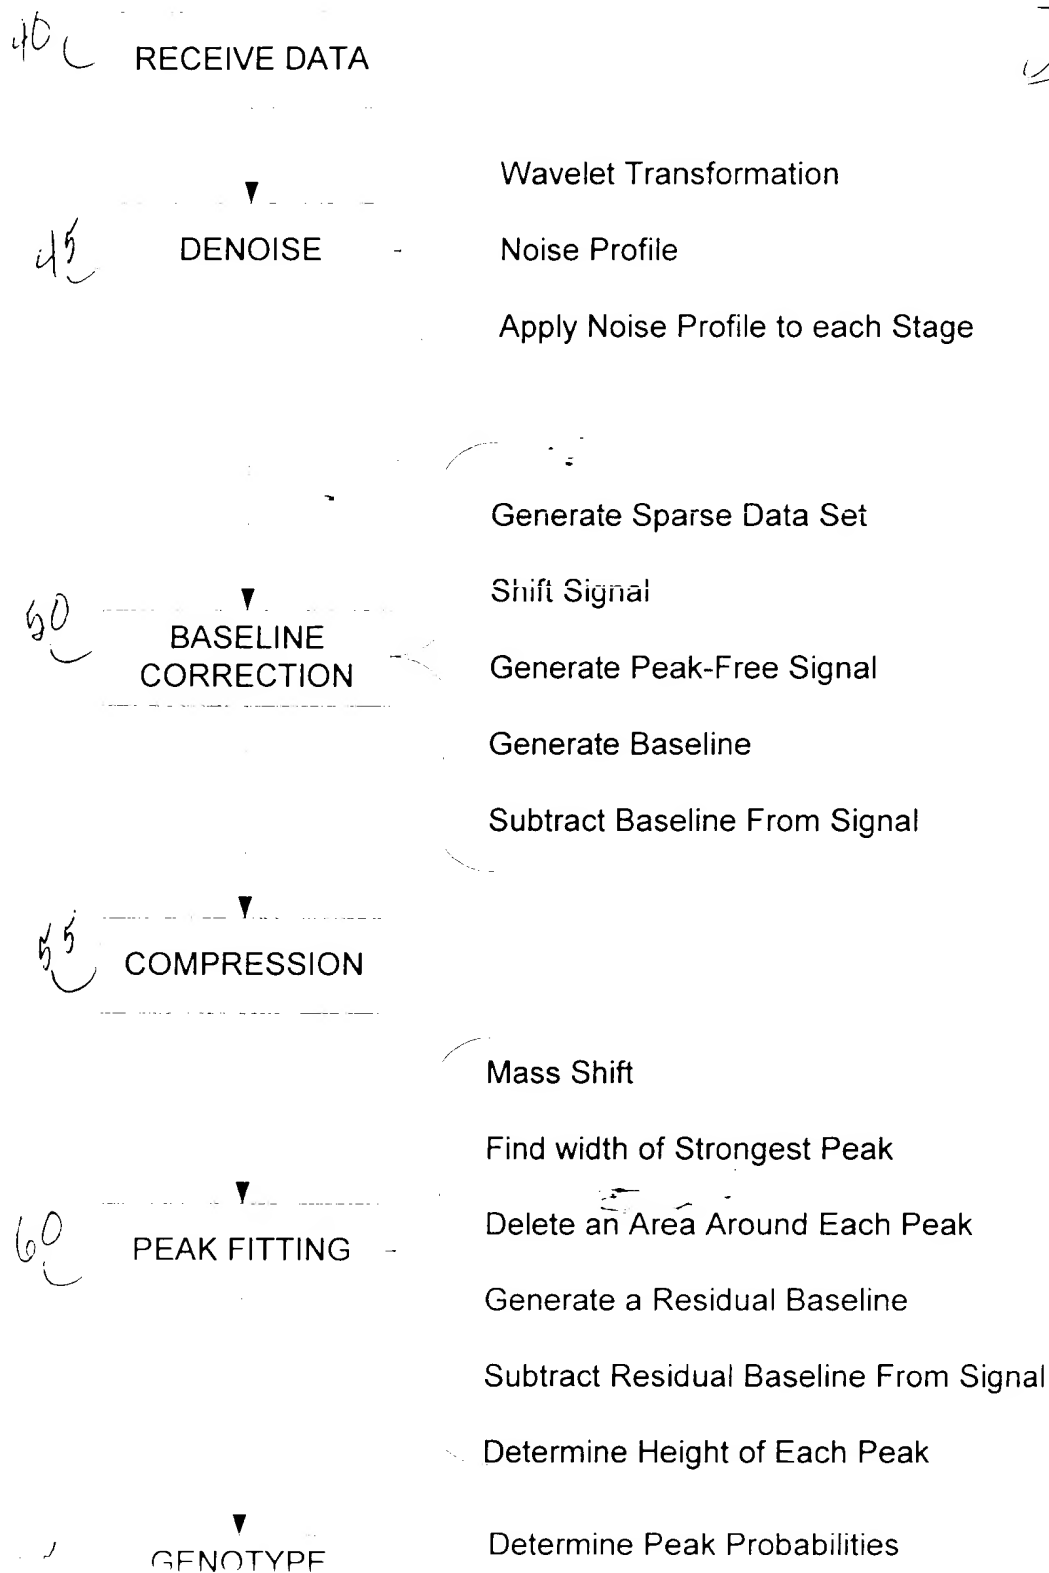 40
RECEIVE DATA
Wavelet Transformation
45
DENOISE
Noise Profile
Apply Noise Profile to each Stage
Generate Sparse Data Set
Shift Signal
50
BASELINE
CORRECTION
Generate Peak-Free Signal
Generate Baseline
Subtract Baseline From Signal
55
COMPRESSION
Mass Shift
Find width of Strongest Peak
Delete an Area Around Each Peak
60
PEAK FITTING
Generate a Residual Baseline
Subtract Residual Baseline From Signal
Determine Height of Each Peak
Determine Peak Probabilities
GENOTYPE